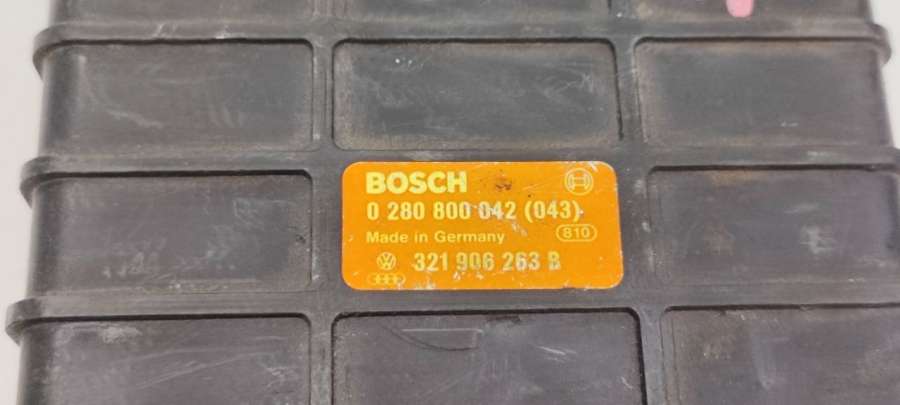 BOSCH
0 280 800 042 (043)
Made in Germany 810
321 906 263 B